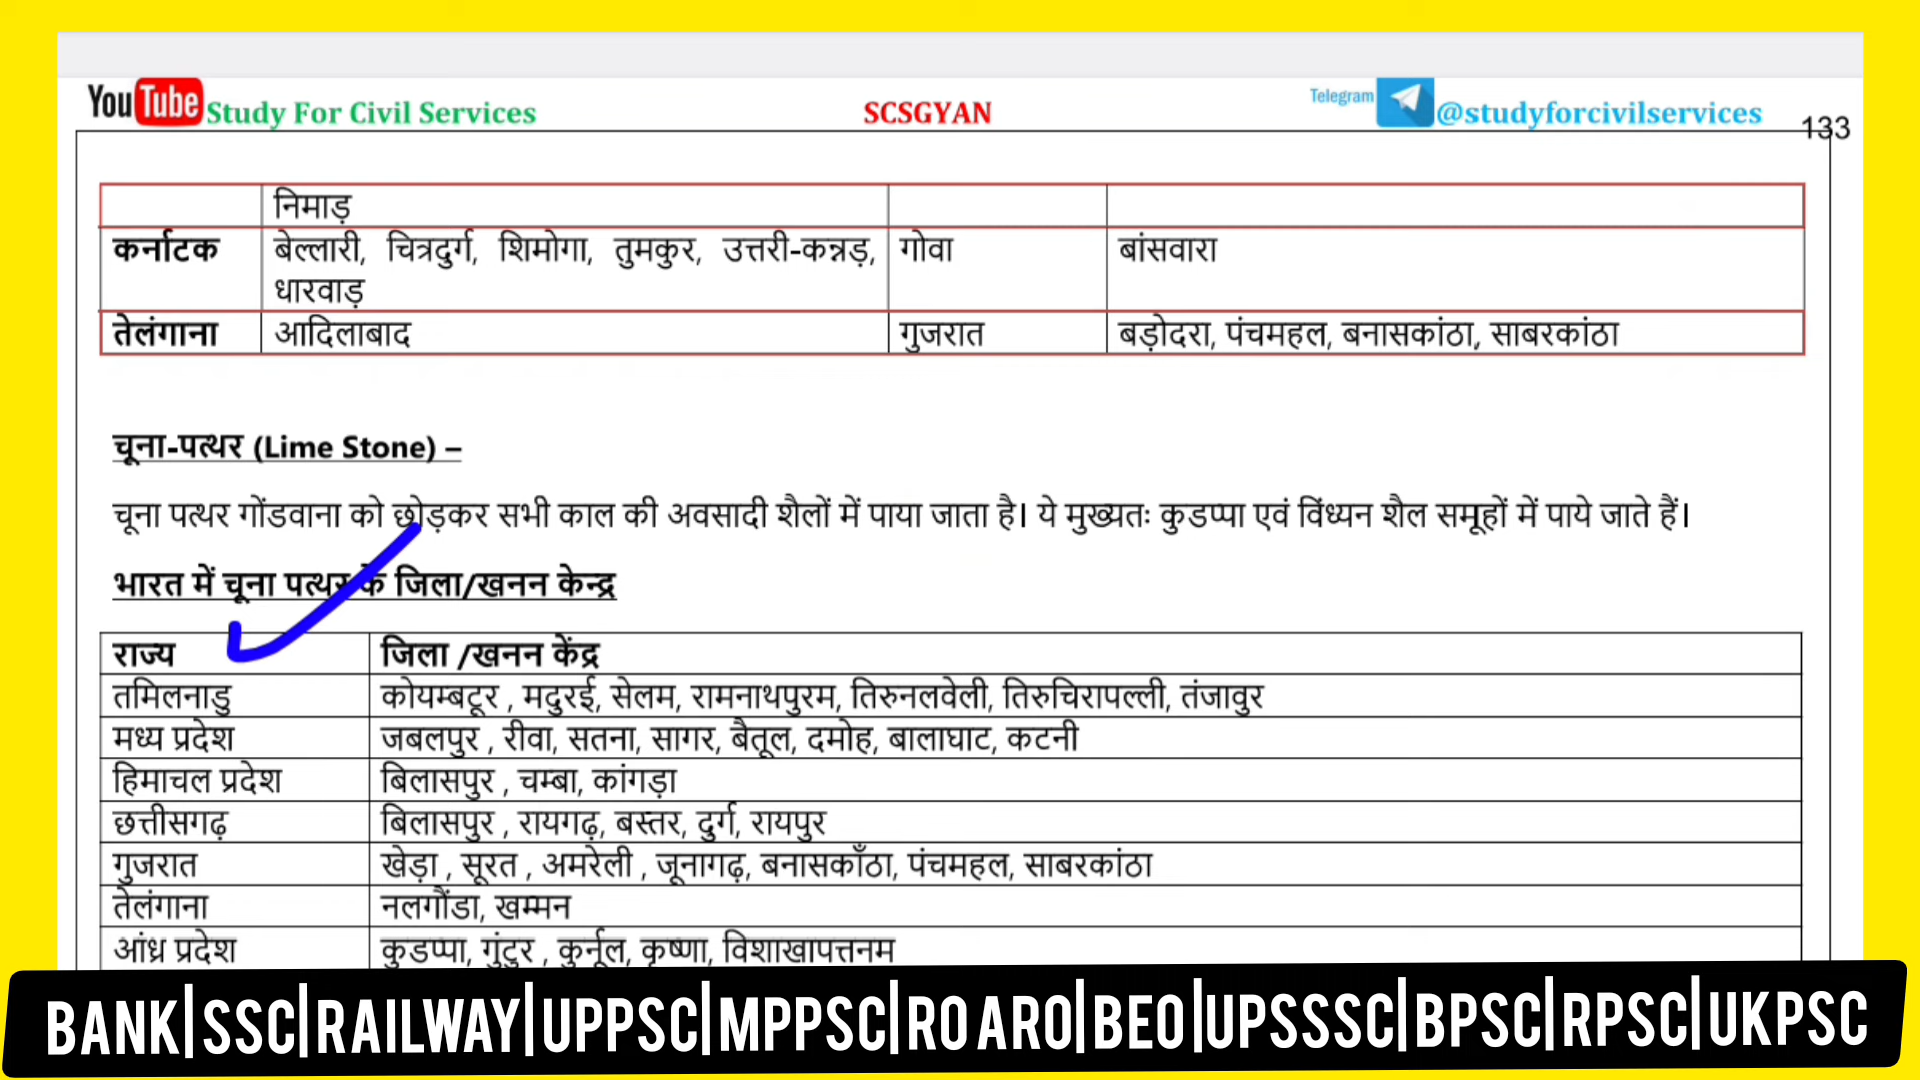 YouTube Study For Civil Services SCSGYAN Telegram @studyforcivilservices
133
निमाड़
कर्नाटक बेल्लारी, चित्रदुर्ग, शिमोगा, तुमकुर, उत्तरी-कन्नड़, गोवा बांसवारा
धारवाड़
तेलंगाना आदिलाबाद गुजरात बड़ोदरा, पंचमहल, बनासकांठा, साबरकांठा
चूना-पत्थर (Lime Stone) –
चूना पत्थर गोंडवाना को छोड़कर सभी काल की अवसादी शैलों में पाया जाता है। ये मुख्यतः कुडप्पा एवं विंध्यन शैल समूहों में पाये जाते हैं।
भारत में चूना पत्थर के जिला/खनन केन्द्र
राज्य जिला /खनन केंद्र
तमिलनाडु कोयम्बटूर , मदुरई, सेलम, रामनाथपुरम, तिरुनलवेली, तिरुचिरापल्ली, तंजावुर
मध्य प्रदेश जबलपुर , रीवा, सतना, सागर, बैतूल, दमोह, बालाघाट, कटनी
हिमाचल प्रदेश बिलासपुर , चम्बा, कांगड़ा
छत्तीसगढ़ बिलासपुर , रायगढ़, बस्तर, दुर्ग, रायपुर
गुजरात खेड़ा , सूरत , अमरेली , जूनागढ़, बनासकाँठा, पंचमहल, साबरकांठा
तेलंगाना नलगौंडा, खम्मन
आंध्र प्रदेश कुडप्पा, गुंटुर , कुर्नूल, कृष्णा, विशाखापत्तनम
BANK|SSC|RAILWAY|UPPSC|MPPSC|RO ARO|BEO|UPSSSC|BPSC|RPSC|UKPSC